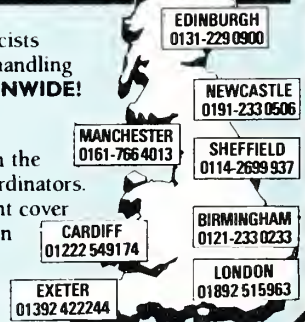 cists
andling
NWIDE!
n the
rdinators.
nt cover
n
EDINBURGH
0131-229 0900
NEWCASTLE
0191-233 0506
MANCHESTER
0161-766 4013
SHEFFIELD
0114-2699 937
BIRMINGHAM
0121-233 0233
CARDIFF
01222 549174
LONDON
01892 515963
EXETER
01392 422244